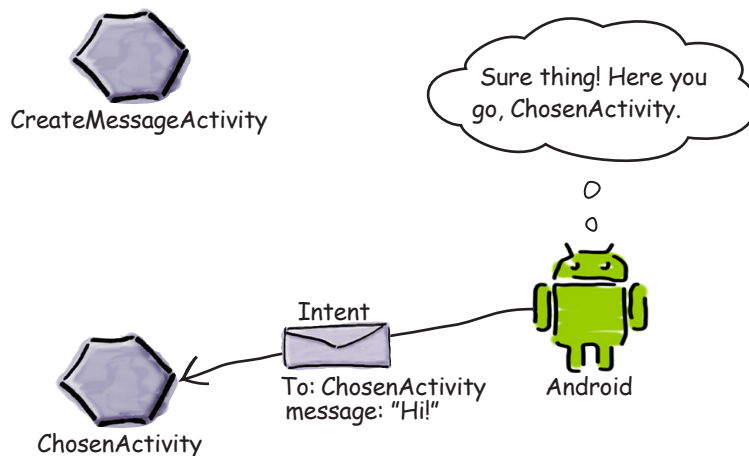 Sure thing! Here you
go, ChosenActivity.
CreateMessageActivity
Intent
To: ChosenActivity
message: "Hi!"
Android
ChosenActivity